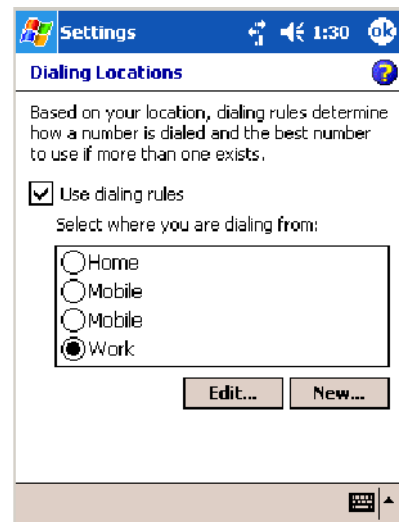 Settings 1:30 ok
Dialing Locations ?
Based on your location, dialing rules determine
how a number is dialed and the best number
to use if more than one exists.
Use dialing rules
Select where you are dialing from:
Home
Mobile
Mobile
Work
Edit... New...